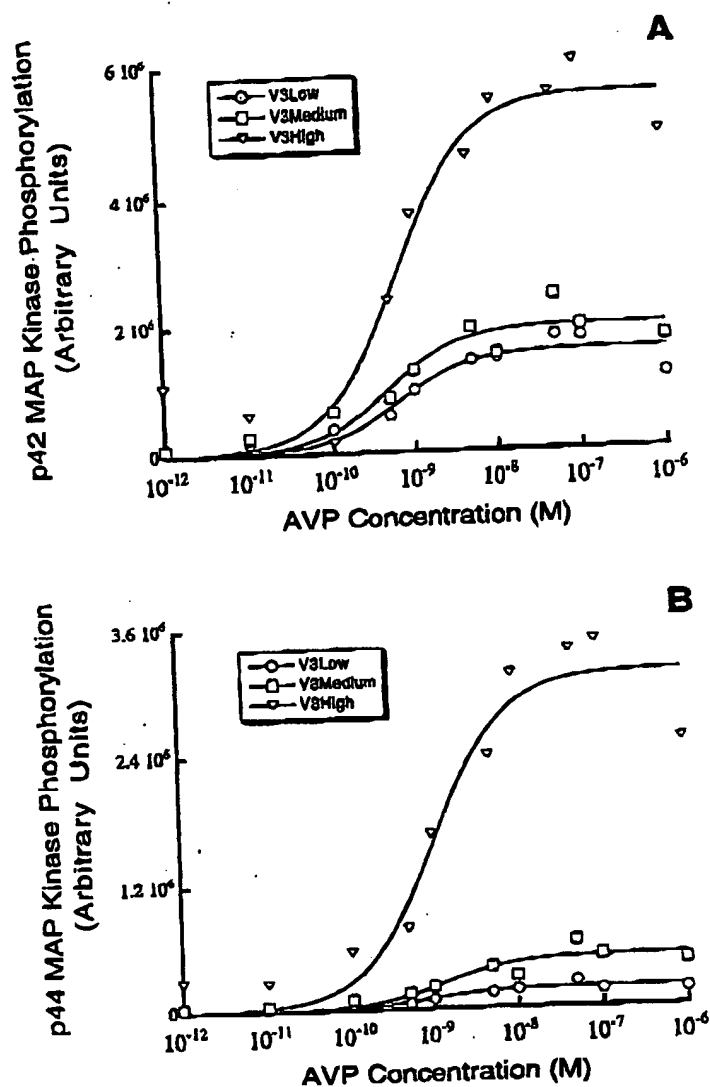 A
p42 MAP Kinase Phosphorylation
(Arbitrary Units)
6 10⁶
4 10⁶
2 10⁶
0
V3Low
V3Medium
V3High
10⁻¹²
10⁻¹¹
10⁻¹⁰
10⁻⁹
10⁻⁸
10⁻⁷
10⁻⁶
AVP Concentration (M)
B
p44 MAP Kinase Phosphorylation
(Arbitrary Units)
3.6 10⁶
2.4 10⁶
1.2 10⁶
0
V3Low
V3Medium
V3High
10⁻¹²
10⁻¹¹
10⁻¹⁰
10⁻⁹
10⁻⁸
10⁻⁷
10⁻⁶
AVP Concentration (M)